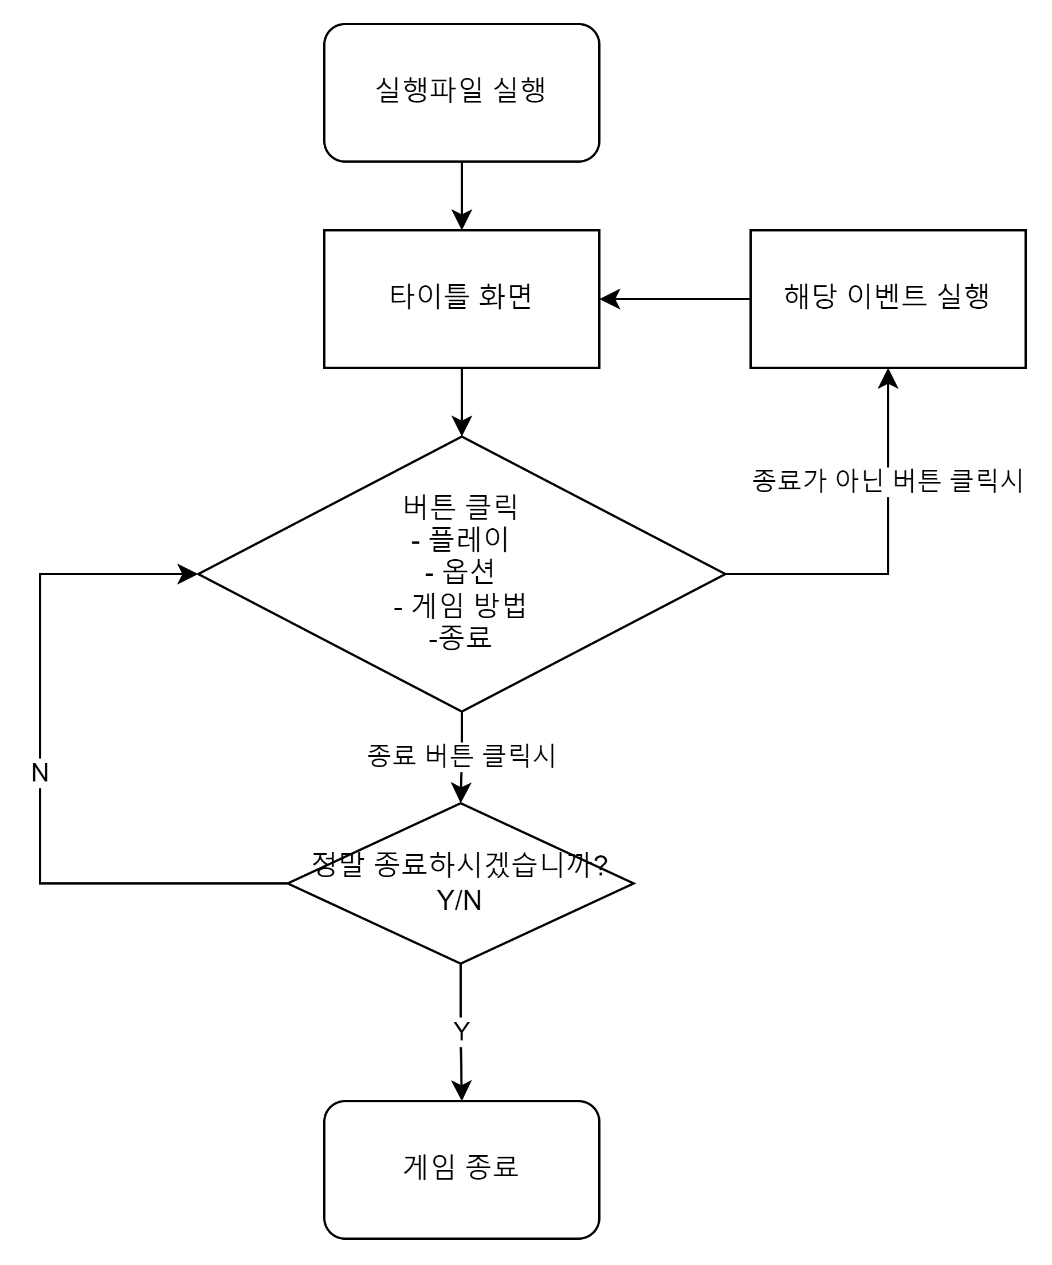 실행파일 실행
타이틀 화면
해당 이벤트 실행
종료가 아닌 버튼 클릭시
버튼 클릭
- 플레이
- 옵션
- 게임 방법
-종료
종료 버튼 클릭시
N
정말 종료하시겠습니까?
Y/N
Y
게임 종료